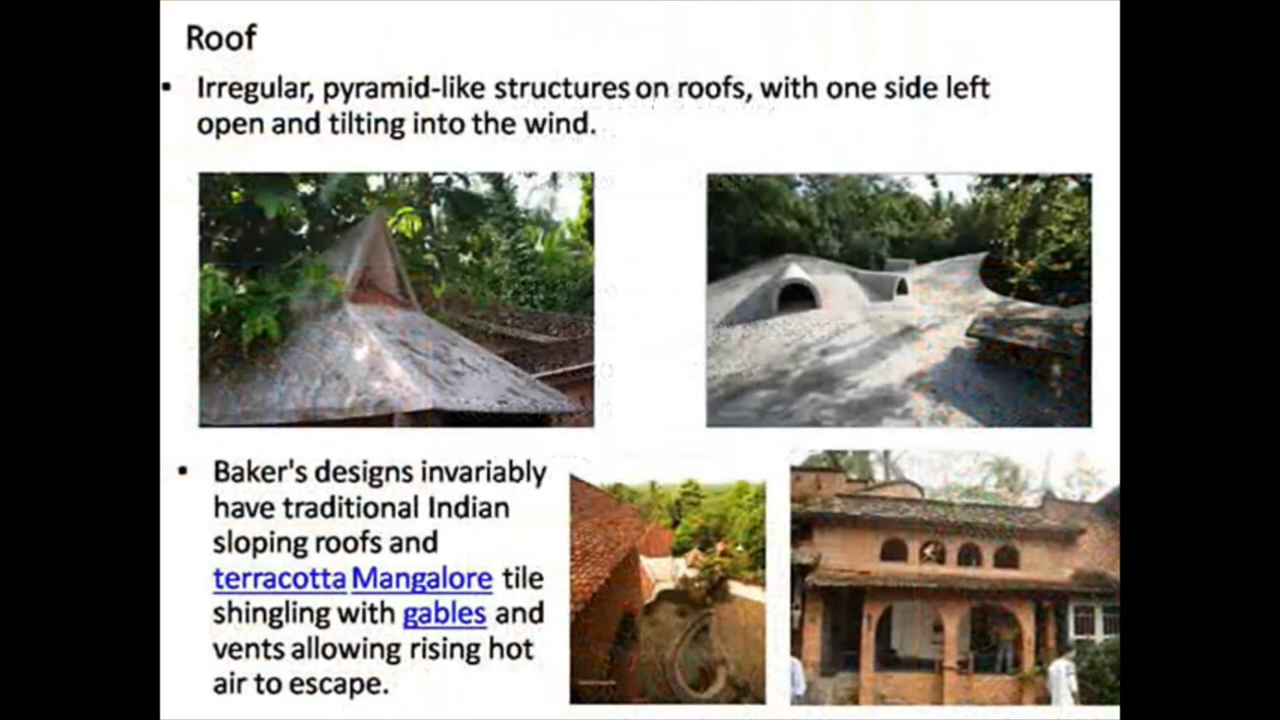 Roof
• Irregular, pyramid-like structures on roofs, with one side left
open and tilting into the wind.
• Baker's designs invariably
have traditional Indian
sloping roofs and
terracotta Mangalore tile
shingling with gables and
vents allowing rising hot
air to escape.